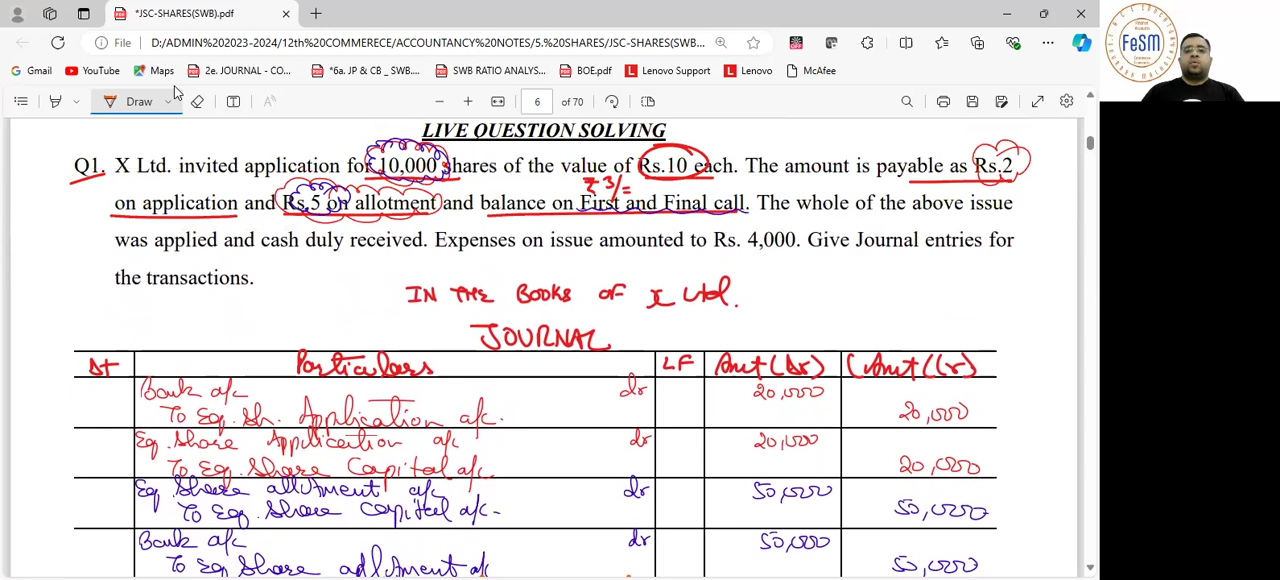 *JSC-SHARES(SWB).pdf
File D:/ADMIN%202023-2024/12th%20COMMERECE/ACCOUNTANCY%20NOTES/5.%20SHARES/JSC-SHARES(SWB...
Gmail YouTube Maps 2e. JOURNAL - CO... *6a. JP & CB _SWB.... SWB RATIO ANALYS... BOE.pdf Lenovo Support Lenovo McAfee
Draw 6 of 70
FeSM
LIVE QUESTION SOLVING
Q1. X Ltd. invited application for 10,000 shares of the value of Rs.10 each. The amount is payable as Rs.2
₹3/=
on application and Rs.5 on allotment and balance on First and Final call. The whole of the above issue
was applied and cash duly received. Expenses on issue amounted to Rs. 4,000. Give Journal entries for
the transactions.
IN THE BOOKS OF X Ltd.
JOURNAL
Dt Particulars LF Amt(Dr) Amt(Cr)
Bank a/c dr 20,000
To Eq. Sh. Application a/c. 20,000
Eq. Share Application a/c dr 20,000
To Eq. Share Capital a/c. 20,000
Eq. Share allotment a/c dr 50,000
To Eq. Share Capital a/c- 50,000
Bank a/c dr 50,000
To Eq Share allotment a/c 50,000